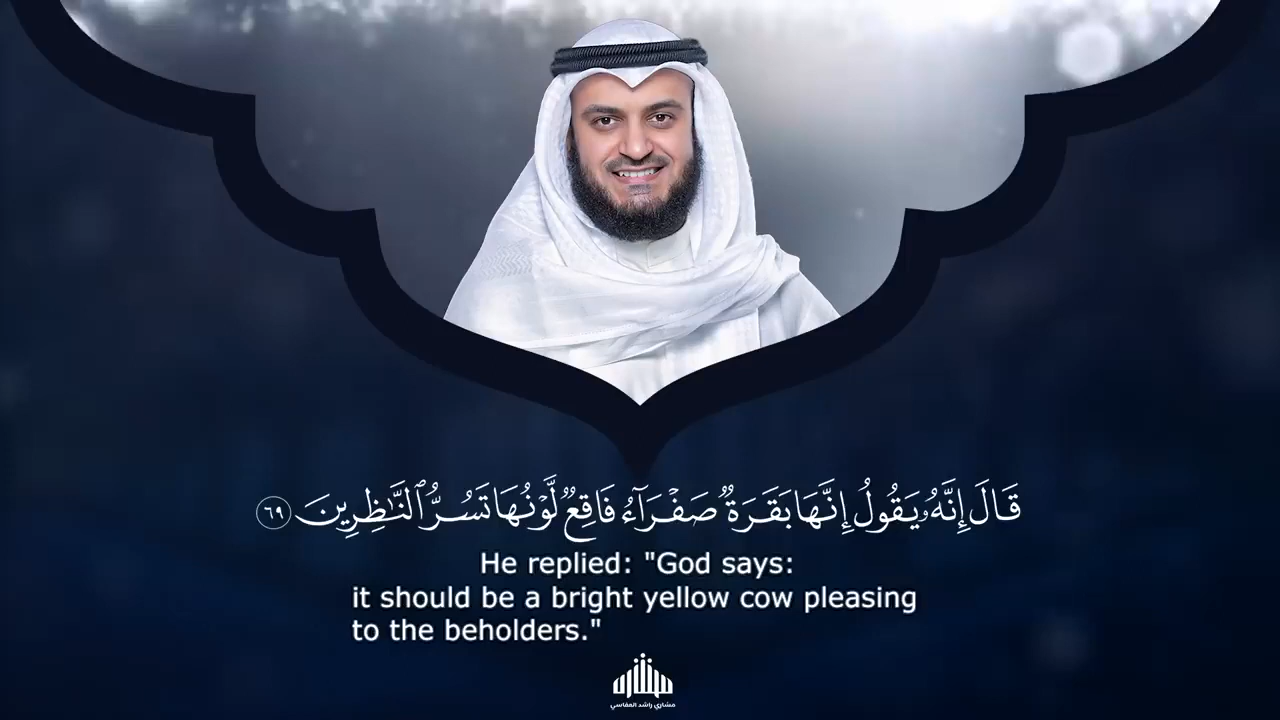 قَالَ إِنَّهُۥ يَقُولُ إِنَّهَا بَقَرَةٌ صَفْرَآءُ فَاقِعٌ لَّوْنُهَا تَسُرُّ ٱلنَّٰظِرِينَ ٦٩
He replied: "God says:
it should be a bright yellow cow pleasing
to the beholders."
مشاري راشد العفاسي